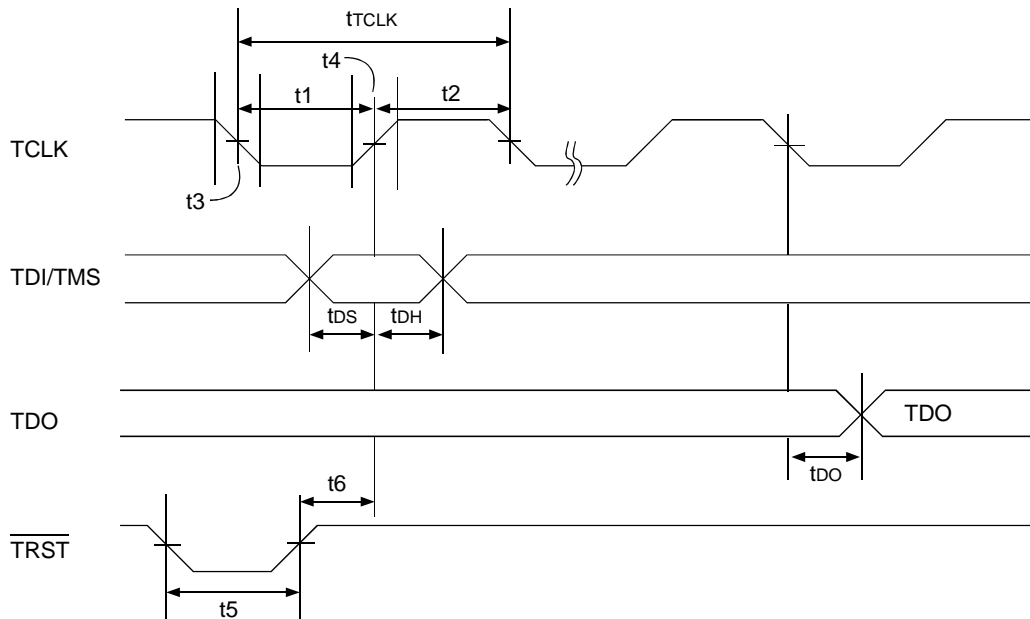 tTCLK
t4
t1
t2
TCLK
t3
TDI/TMS
tDS
tDH
TDO
TDO
tDO
t6
TRST
t5